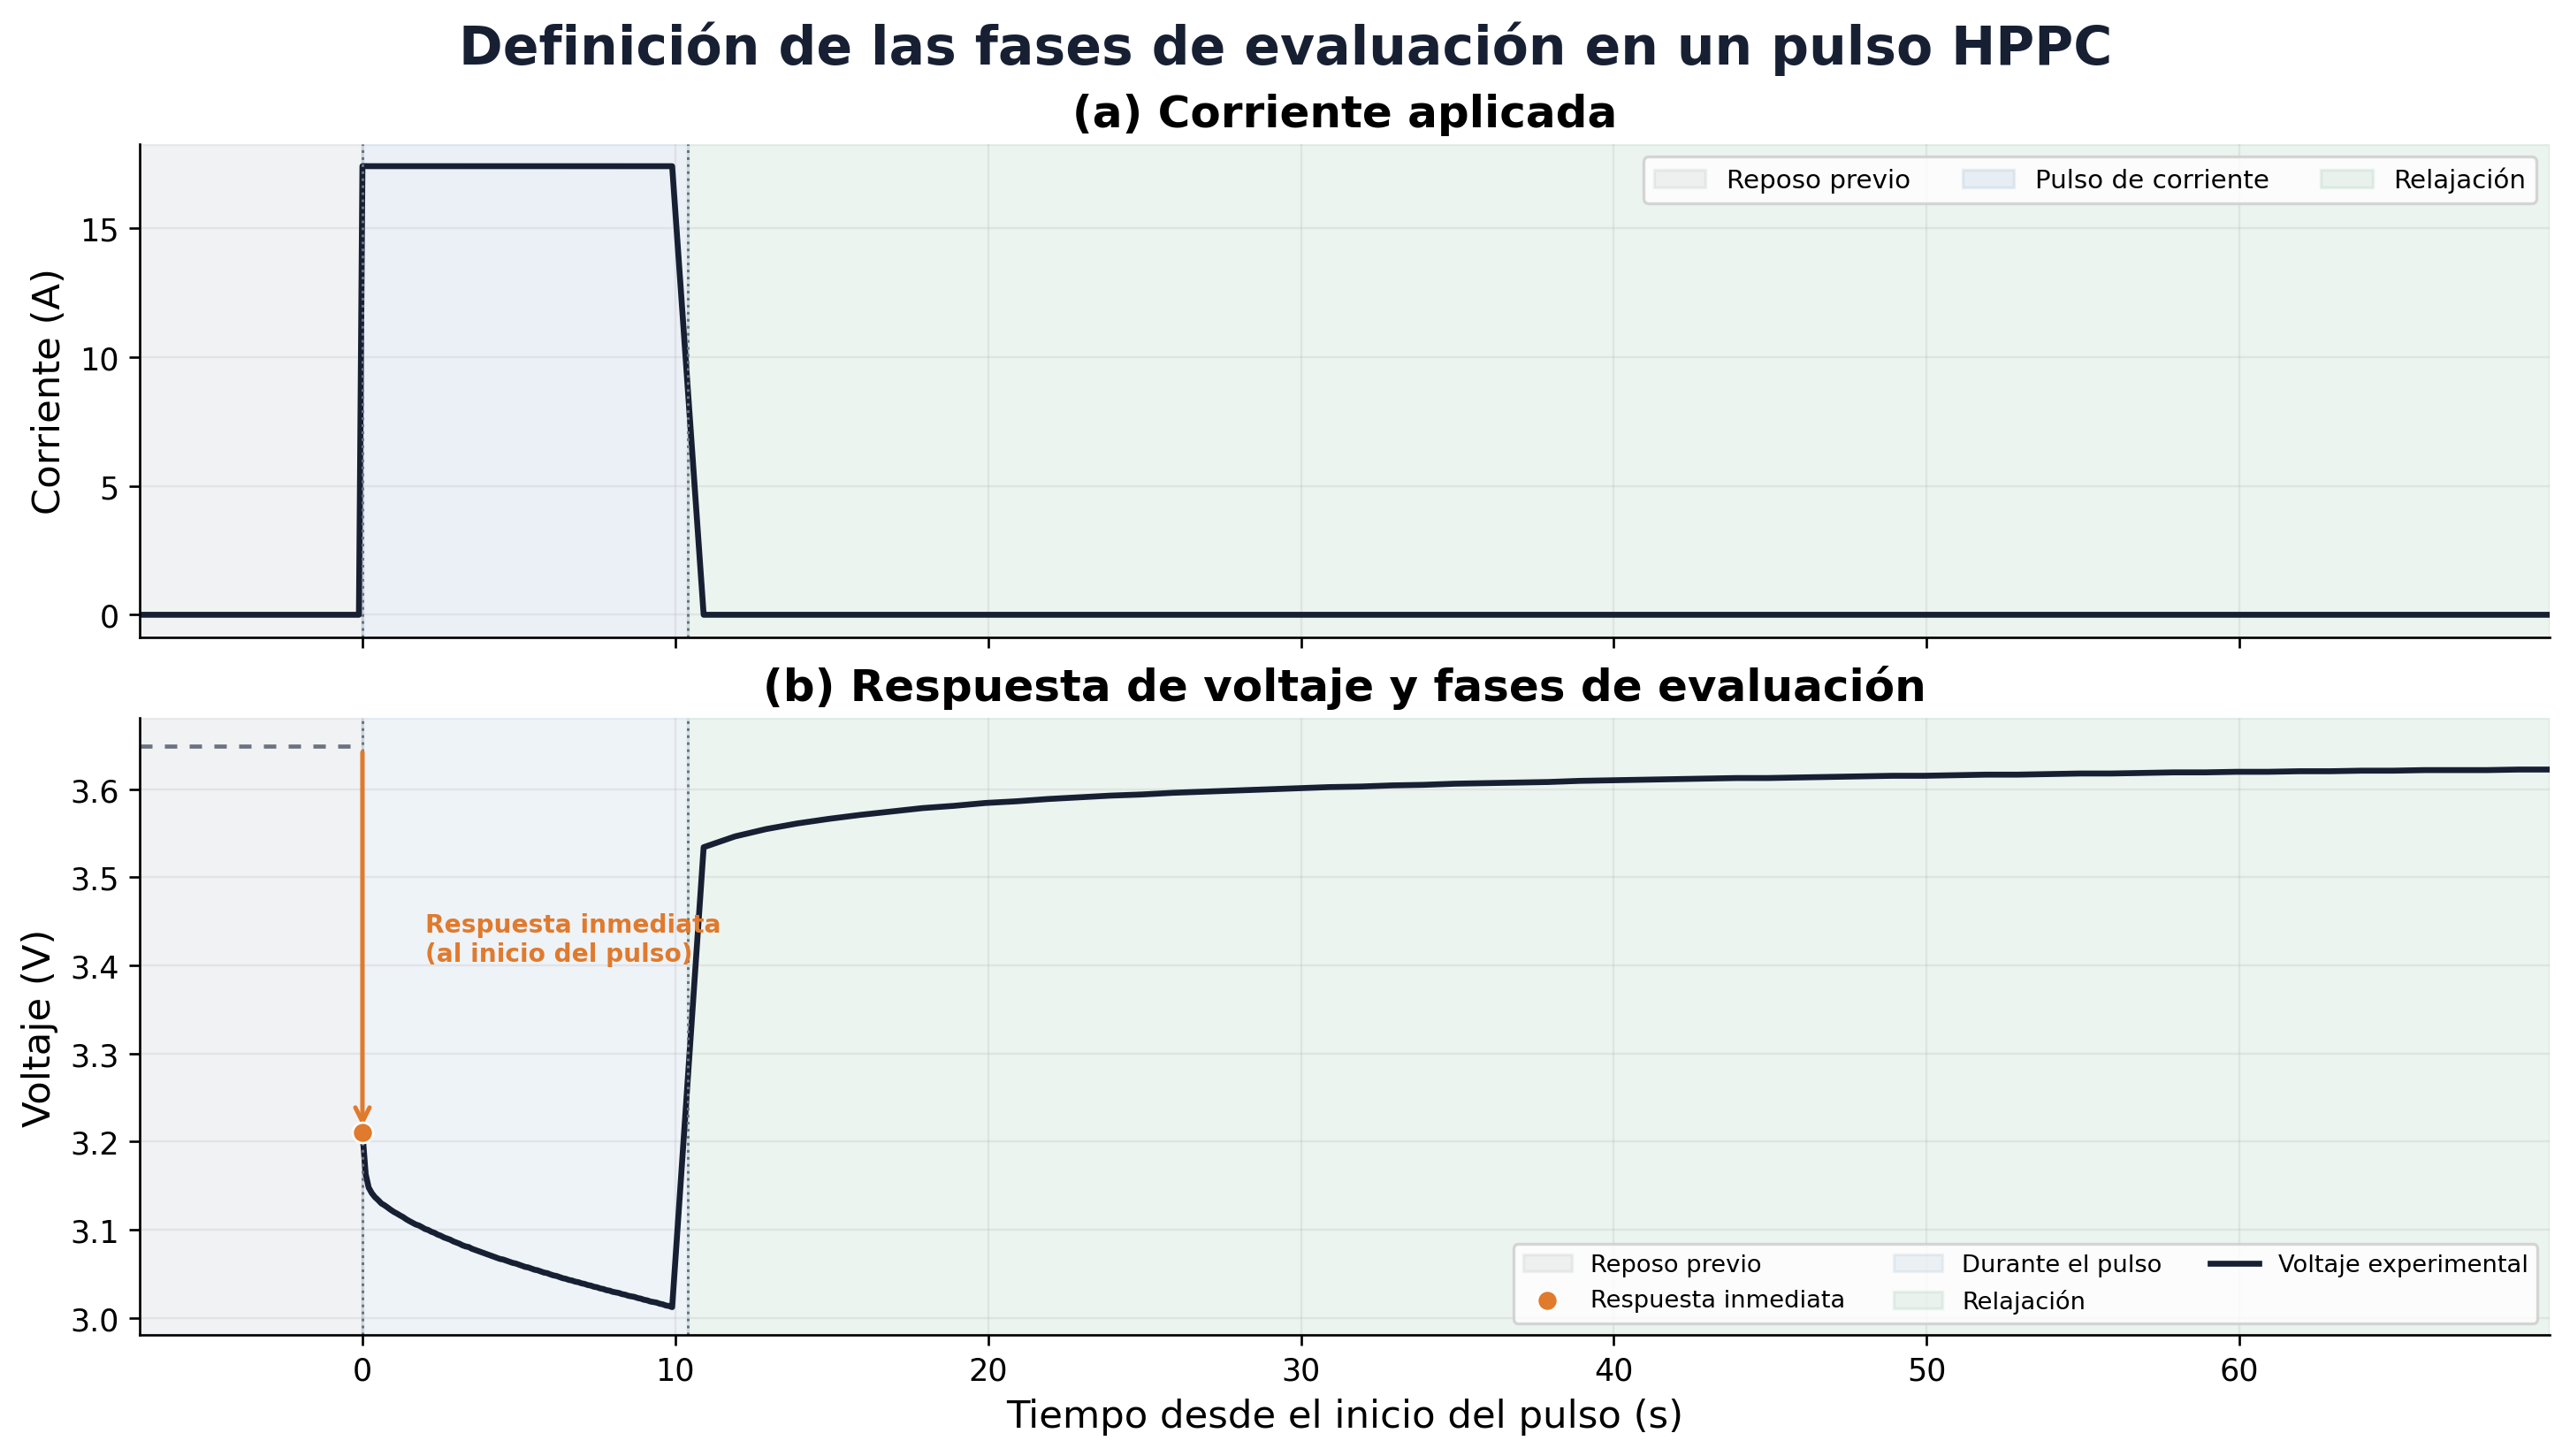 Definición de las fases de evaluación en un pulso HPPC
(a) Corriente aplicada
Reposo previo Pulso de corriente Relajación
Corriente (A)
15
10
5
0
(b) Respuesta de voltaje y fases de evaluación
Voltaje (V)
3.6
3.5
3.4
3.3
3.2
3.1
3.0
Respuesta inmediata
(al inicio del pulso)
Reposo previo Durante el pulso Voltaje experimental
Respuesta inmediata Relajación
0 10 20 30 40 50 60
Tiempo desde el inicio del pulso (s)